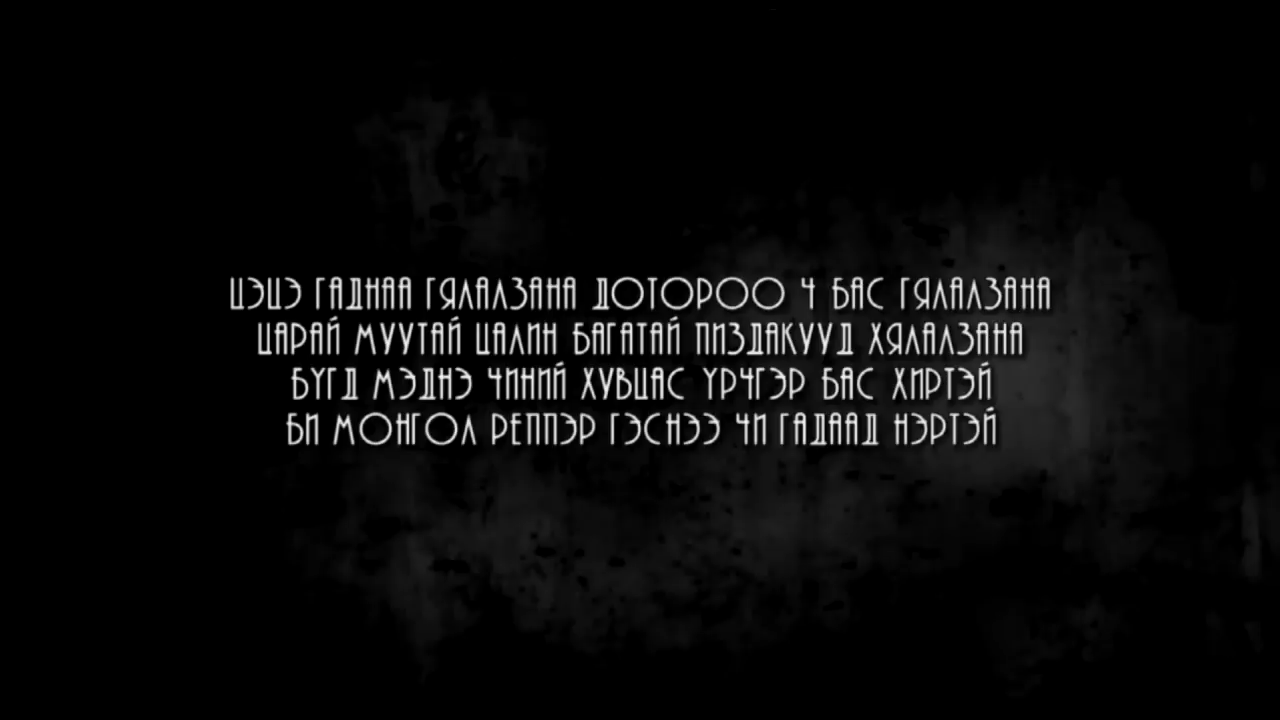 ЦЭЦЭ ГАДНАА ГЯЛАЛЗАНА ДОТОРОО Ч БАС ГЯЛАЛЗАНА
ЦАРАЙ МУУТАЙ ЦАЛИН БАГАТАЙ ПИЗДАКУУД ХЯЛАЛЗАНА
БҮГД МЭДНЭ ЧИНИЙ ХУВЦАС ҮРЧГЭР БАС ХИРТЭЙ
БИ МОНГОЛ РЕППЭР ГЭСНЭЭ ЧИ ГАДААД НЭРТЭЙ